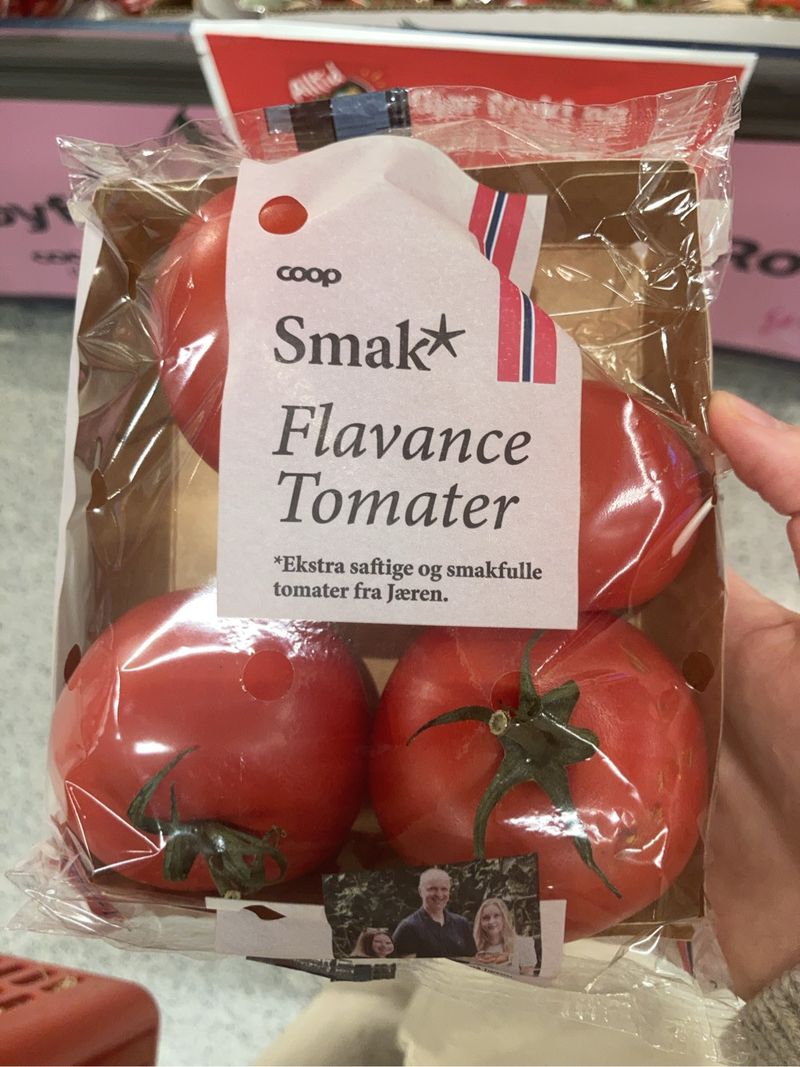 coop
Smak*
Flavance
Tomater
*Ekstra saftige og smakfulle
tomater fra Jæren.